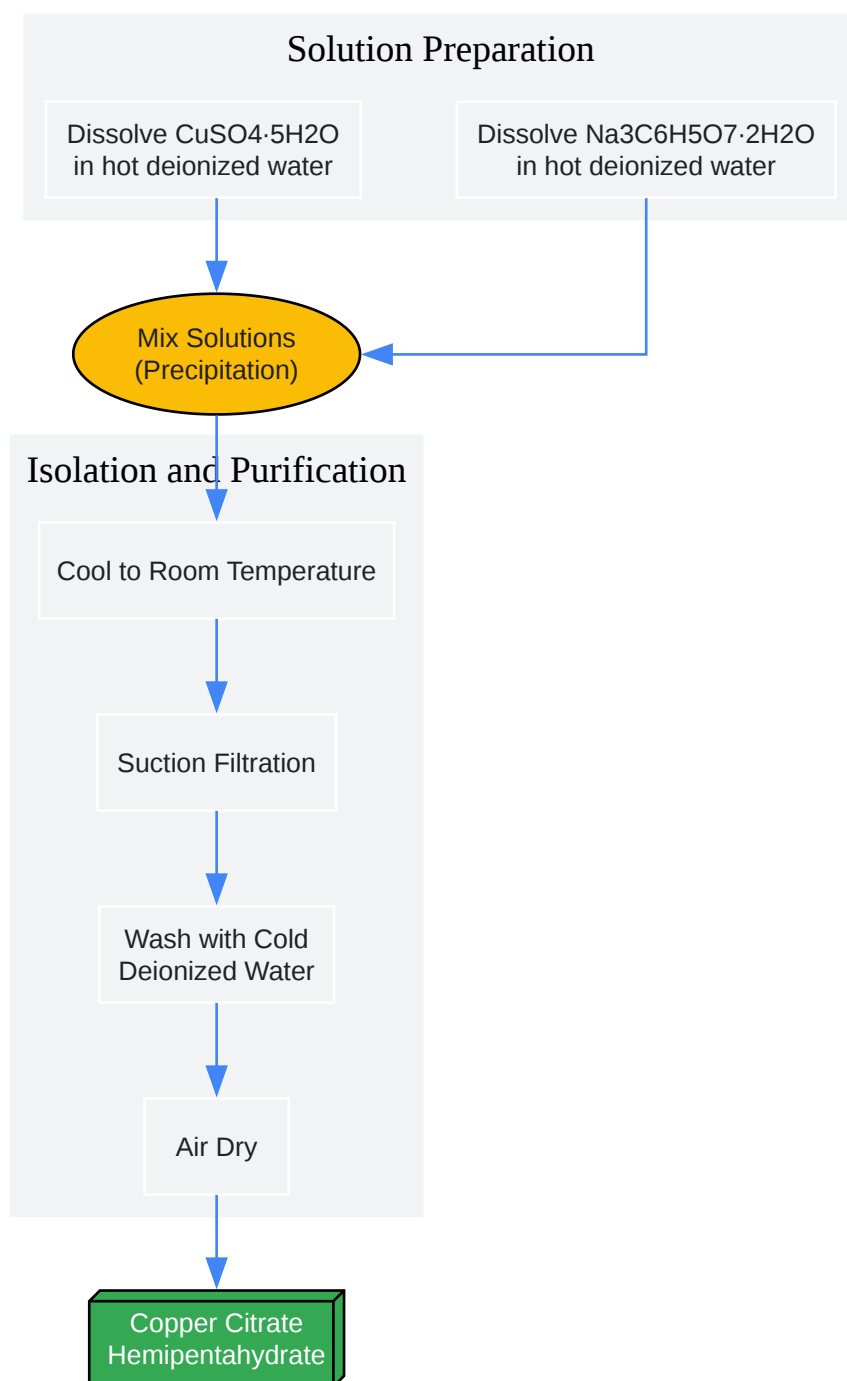 Solution Preparation
Dissolve CuSO4·5H2O
in hot deionized water
Dissolve Na3C6H5O7·2H2O
in hot deionized water
Mix Solutions
(Precipitation)
Isolation and Purification
Cool to Room Temperature
Suction Filtration
Wash with Cold
Deionized Water
Air Dry
Copper Citrate
Hemipentahydrate